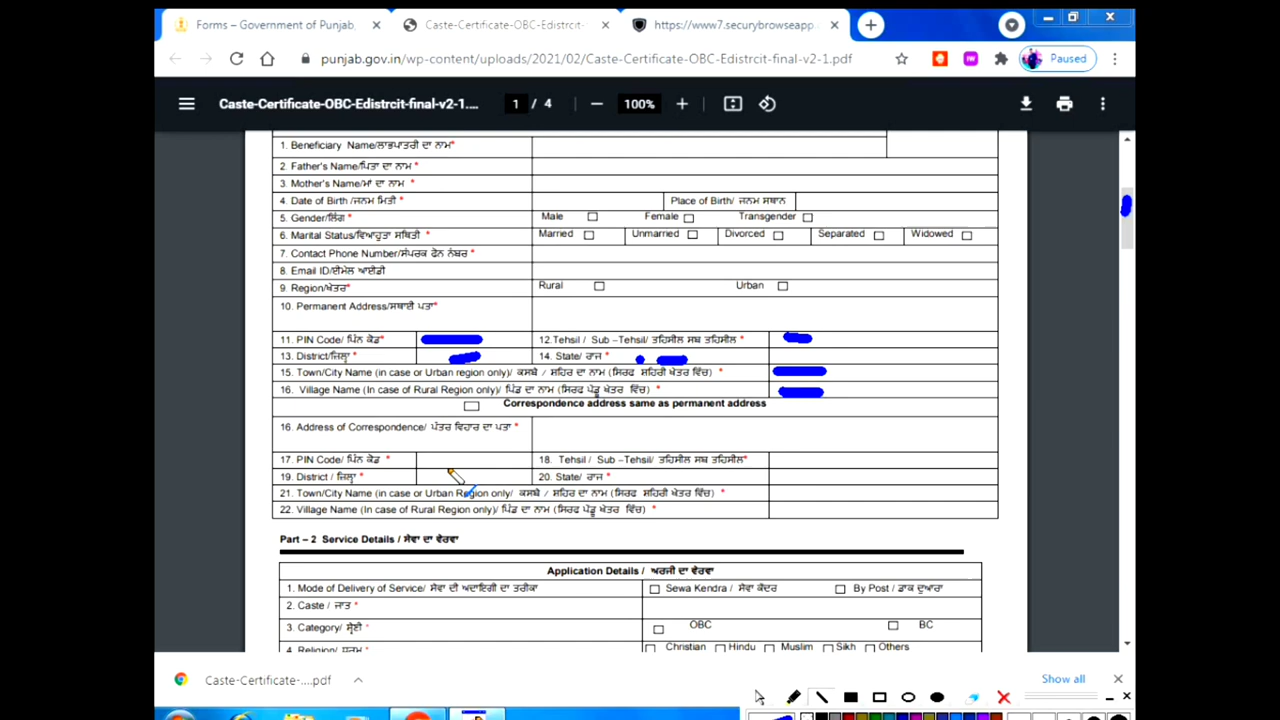 Forms – Government of Punjab,
Caste-Certificate-OBC-Edistrcit-
https://www7.securybrowseapp.
punjab.gov.in/wp-content/uploads/2021/02/Caste-Certificate-OBC-Edistrcit-final-v2-1.pdf
Paused
Caste-Certificate-OBC-Edistrcit-final-v2-1....
1 / 4
100%
1. Beneficiary Name/ਲਾਭਪਾਤਰੀ ਦਾ ਨਾਮ*
2. Father's Name/ਪਿਤਾ ਦਾ ਨਾਮ *
3. Mother's Name/ਮਾਂ ਦਾ ਨਾਮ *
4. Date of Birth /ਜਨਮ ਮਿਤੀ * Place of Birth/ ਜਨਮ ਸਥਾਨ
5. Gender/ਲਿੰਗ * Male Female Transgender
6. Marital Status/ਵਿਆਹੁਤਾ ਸਥਿਤੀ * Married Unmarried Divorced Separated Widowed
7. Contact Phone Number/ਸੰਪਰਕ ਫੋਨ ਨੰਬਰ *
8. Email ID/ਈਮੇਲ ਆਈਡੀ
9. Region/ਖੇਤਰ* Rural Urban
10. Permanent Address/ਸਥਾਈ ਪਤਾ*
11. PIN Code/ ਪਿੰਨ ਕੋਡ* 12.Tehsil / Sub –Tehsil/ ਤਹਿਸੀਲ ਸਬ ਤਹਿਸੀਲ *
13. District/ਜ਼ਿਲ੍ਹਾ * 14. State/ ਰਾਜ *
15. Town/City Name (in case or Urban region only)/ ਕਸਬੇ / ਸ਼ਹਿਰ ਦਾ ਨਾਮ (ਸਿਰਫ ਸ਼ਹਿਰੀ ਖੇਤਰ ਵਿੱਚ) *
16. Village Name (In case of Rural Region only)/ ਪਿੰਡ ਦਾ ਨਾਮ (ਸਿਰਫ ਪੇਂਡੂ ਖੇਤਰ ਵਿੱਚ) *
Correspondence address same as permanent address
16. Address of Correspondence/ ਪੱਤਰ ਵਿਹਾਰ ਦਾ ਪਤਾ *
17. PIN Code/ ਪਿੰਨ ਕੋਡ * 18. Tehsil / Sub –Tehsil/ ਤਹਿਸੀਲ ਸਬ ਤਹਿਸੀਲ*
19. District / ਜ਼ਿਲ੍ਹਾ * 20. State/ ਰਾਜ *
21. Town/City Name (in case or Urban Region only/ ਕਸਬੇ / ਸ਼ਹਿਰ ਦਾ ਨਾਮ (ਸਿਰਫ ਸ਼ਹਿਰੀ ਖੇਤਰ ਵਿੱਚ) *
22. Village Name (In case of Rural Region only)/ ਪਿੰਡ ਦਾ ਨਾਮ (ਸਿਰਫ ਪੇਂਡੂ ਖੇਤਰ ਵਿੱਚ) *
Part – 2 Service Details / ਸੇਵਾ ਦਾ ਵੇਰਵਾ
Application Details / ਅਰਜੀ ਦਾ ਵੇਰਵਾ
1. Mode of Delivery of Service/ ਸੇਵਾ ਦੀ ਅਦਾਇਗੀ ਦਾ ਤਰੀਕਾ Sewa Kendra / ਸੇਵਾ ਕੇਂਦਰ By Post / ਡਾਕ ਦੁਆਰਾ
2. Caste / ਜਾਤ *
3. Category/ ਸ਼੍ਰੇਣੀ * OBC BC
4. Religion/ ਧਰਮ * Christian Hindu Muslim Sikh Others
Caste-Certificate-....pdf
Show all